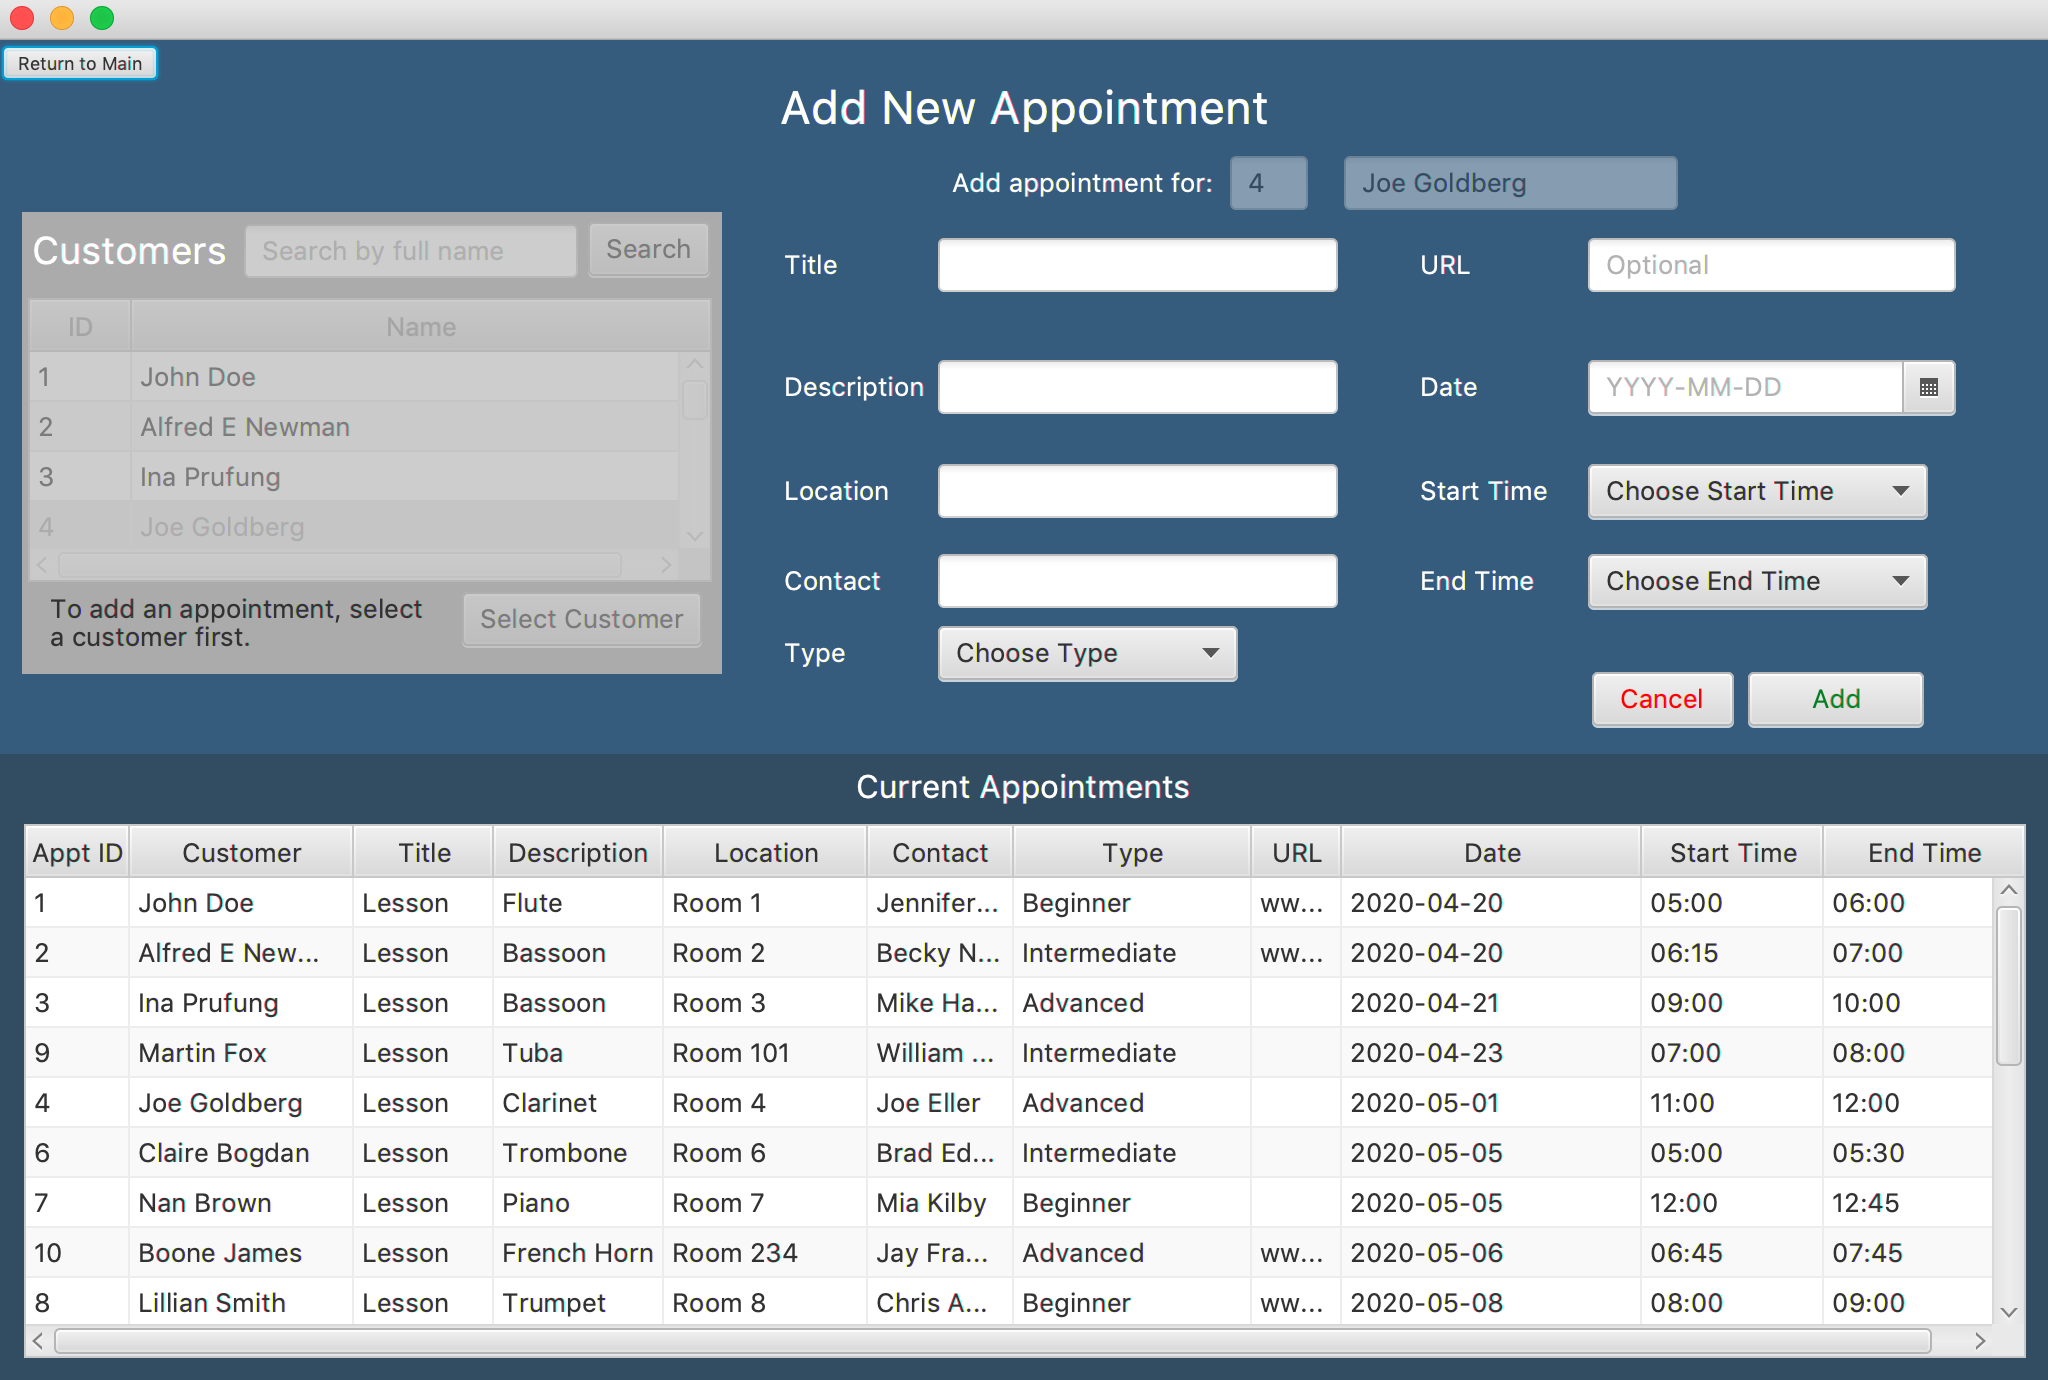 Return to Main
Add New Appointment
Add appointment for: 4 Joe Goldberg
Customers Search by full name Search
ID Name
1 John Doe
2 Alfred E Newman
3 Ina Prufung
4 Joe Goldberg
To add an appointment, select
a customer first.
Select Customer
Title
URL Optional
Description
Date YYYY-MM-DD
Location
Start Time Choose Start Time
Contact
End Time Choose End Time
Type Choose Type
Cancel Add
Current Appointments
Appt ID Customer Title Description Location Contact Type URL Date Start Time End Time
1 John Doe Lesson Flute Room 1 Jennifer... Beginner ww... 2020-04-20 05:00 06:00
2 Alfred E New... Lesson Bassoon Room 2 Becky N... Intermediate ww... 2020-04-20 06:15 07:00
3 Ina Prufung Lesson Bassoon Room 3 Mike Ha... Advanced 2020-04-21 09:00 10:00
9 Martin Fox Lesson Tuba Room 101 William ... Intermediate 2020-04-23 07:00 08:00
4 Joe Goldberg Lesson Clarinet Room 4 Joe Eller Advanced 2020-05-01 11:00 12:00
6 Claire Bogdan Lesson Trombone Room 6 Brad Ed... Intermediate 2020-05-05 05:00 05:30
7 Nan Brown Lesson Piano Room 7 Mia Kilby Beginner 2020-05-05 12:00 12:45
10 Boone James Lesson French Horn Room 234 Jay Fra... Advanced ww... 2020-05-06 06:45 07:45
8 Lillian Smith Lesson Trumpet Room 8 Chris A... Beginner ww... 2020-05-08 08:00 09:00